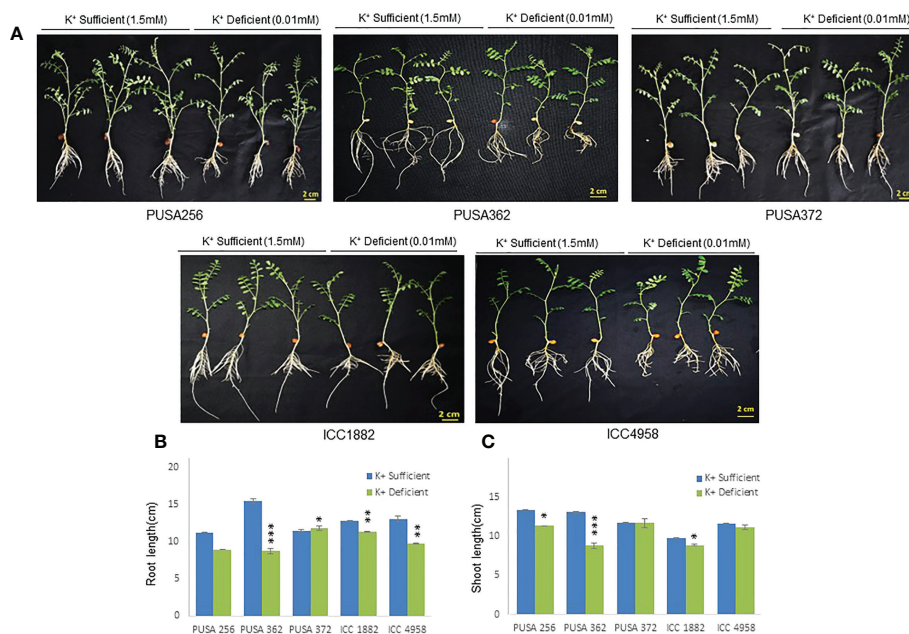 A
K+ Sufficient (1.5mM) K+ Deficient (0.01mM)
K+ Sufficient (1.5mM) K+ Deficient (0.01mM)
K+ Sufficient (1.5mM) K+ Deficient (0.01mM)
2 cm
2 cm
2 cm
PUSA256
PUSA362
PUSA372
K+ Sufficient (1.5mM) K+ Deficient (0.01mM)
K+ Sufficient (1.5mM) K+ Deficient (0.01mM)
2 cm
2 cm
ICC1882
ICC4958
B
Root length(cm)
20
15
10
5
0
K+ Sufficient
K+ Deficient
***
*
**
**
PUSA 256 PUSA 362 PUSA 372 ICC 1882 ICC 4958
C
Shoot length(cm)
15
10
5
0
K+ Sufficient
K+ Deficient
*
***
*
PUSA 256 PUSA 362 PUSA 372 ICC 1882 ICC 4958